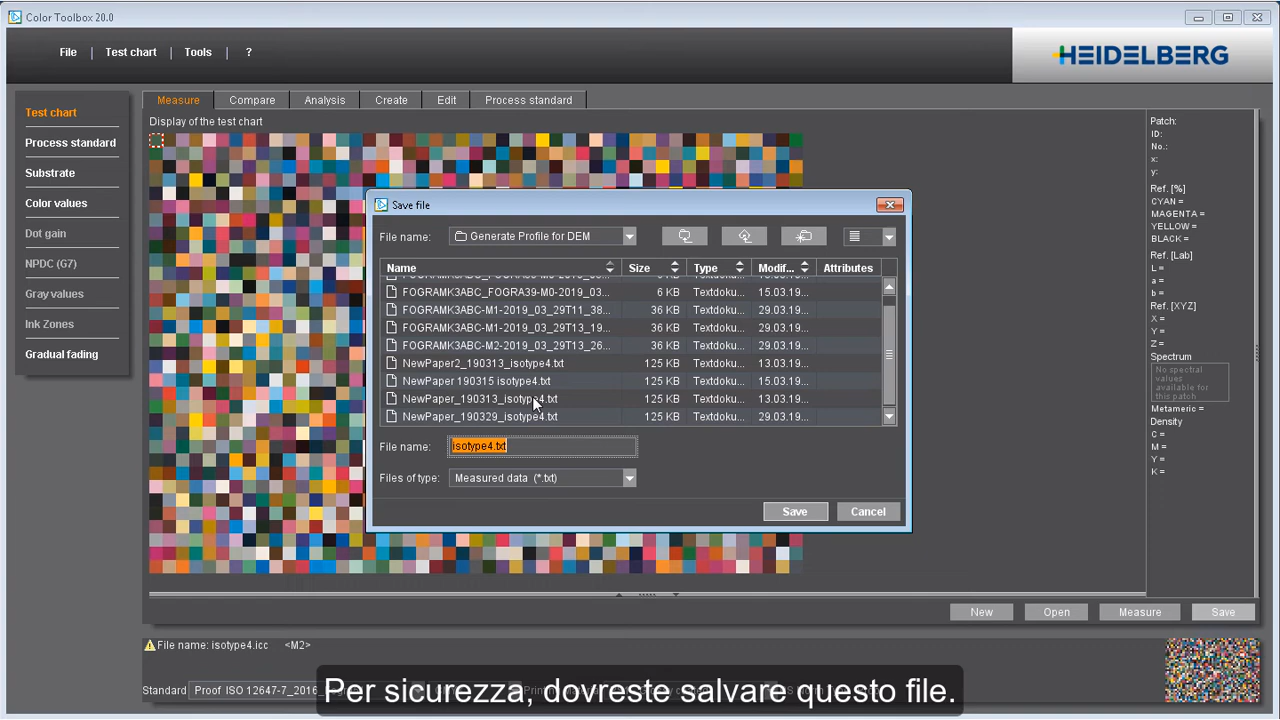 Color Toolbox 20.0
File | Test chart | Tools | ?
HEIDELBERG
Test chart
Process standard
Substrate
Color values
Dot gain
NPDC (G7)
Gray values
Ink Zones
Gradual fading
Measure Compare Analysis Create Edit Process standard
Display of the test chart
Save file
File name: Generate Profile for DEM
Name Size Type Modif... Attributes
FOGRAMK3ABC_FOGRA39-M0-2019_03... 6 KB Textdoku... 15.03.19...
FOGRAMK3ABC-M1-2019_03_29T11_38... 36 KB Textdoku... 29.03.19...
FOGRAMK3ABC-M1-2019_03_29T13_19... 36 KB Textdoku... 29.03.19...
FOGRAMK3ABC-M2-2019_03_29T13_26... 36 KB Textdoku... 29.03.19...
NewPaper2_190313_isotype4.txt 125 KB Textdoku... 13.03.19...
NewPaper 190315 isotype4.txt 125 KB Textdoku... 15.03.19...
NewPaper_190313_isotype4.txt 125 KB Textdoku... 13.03.19...
NewPaper_190329_isotype4.txt 125 KB Textdoku... 29.03.19...
File name: isotype4.txt
Files of type: Measured data (*.txt)
Save Cancel
Patch:
ID:
No.:
x:
y:
Ref. [%]
CYAN =
MAGENTA =
YELLOW =
BLACK =
Ref. [Lab]
L =
a =
b =
Ref. [XYZ]
X =
Y =
Z =
Spectrum
No spectral
values
available for
this patch
Metameric =
Density
C =
M =
Y =
K =
New Open Measure Save
File name: isotype4.icc <M2>
Standard Proof ISO 12647-7_2016
Per sicurezza, dovreste salvare questo file.